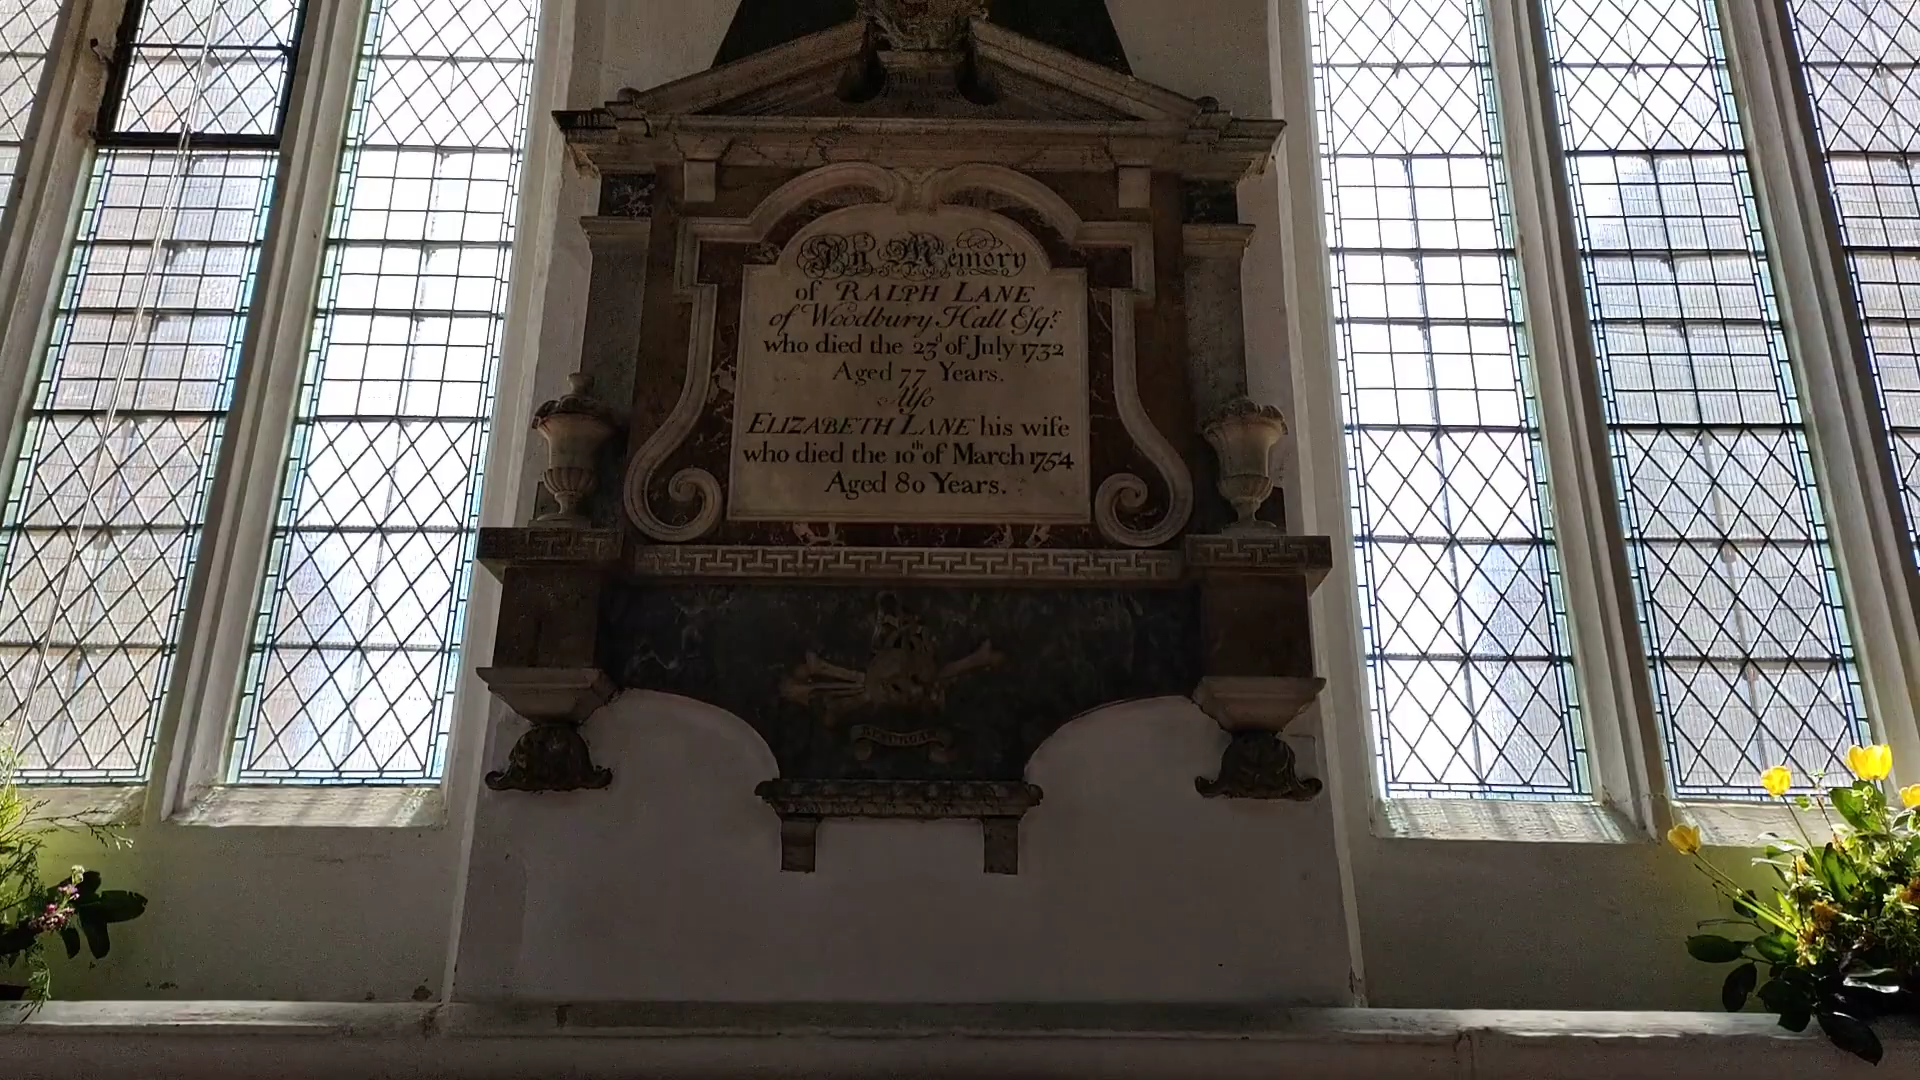 In Memory
of RALPH LANE
of Woodbury Hall Esqr.
who died the 23d of July 1732
Aged 77 Years.
Also
ELIZABETH LANE his wife
who died the 10th of March 1754
Aged 80 Years.